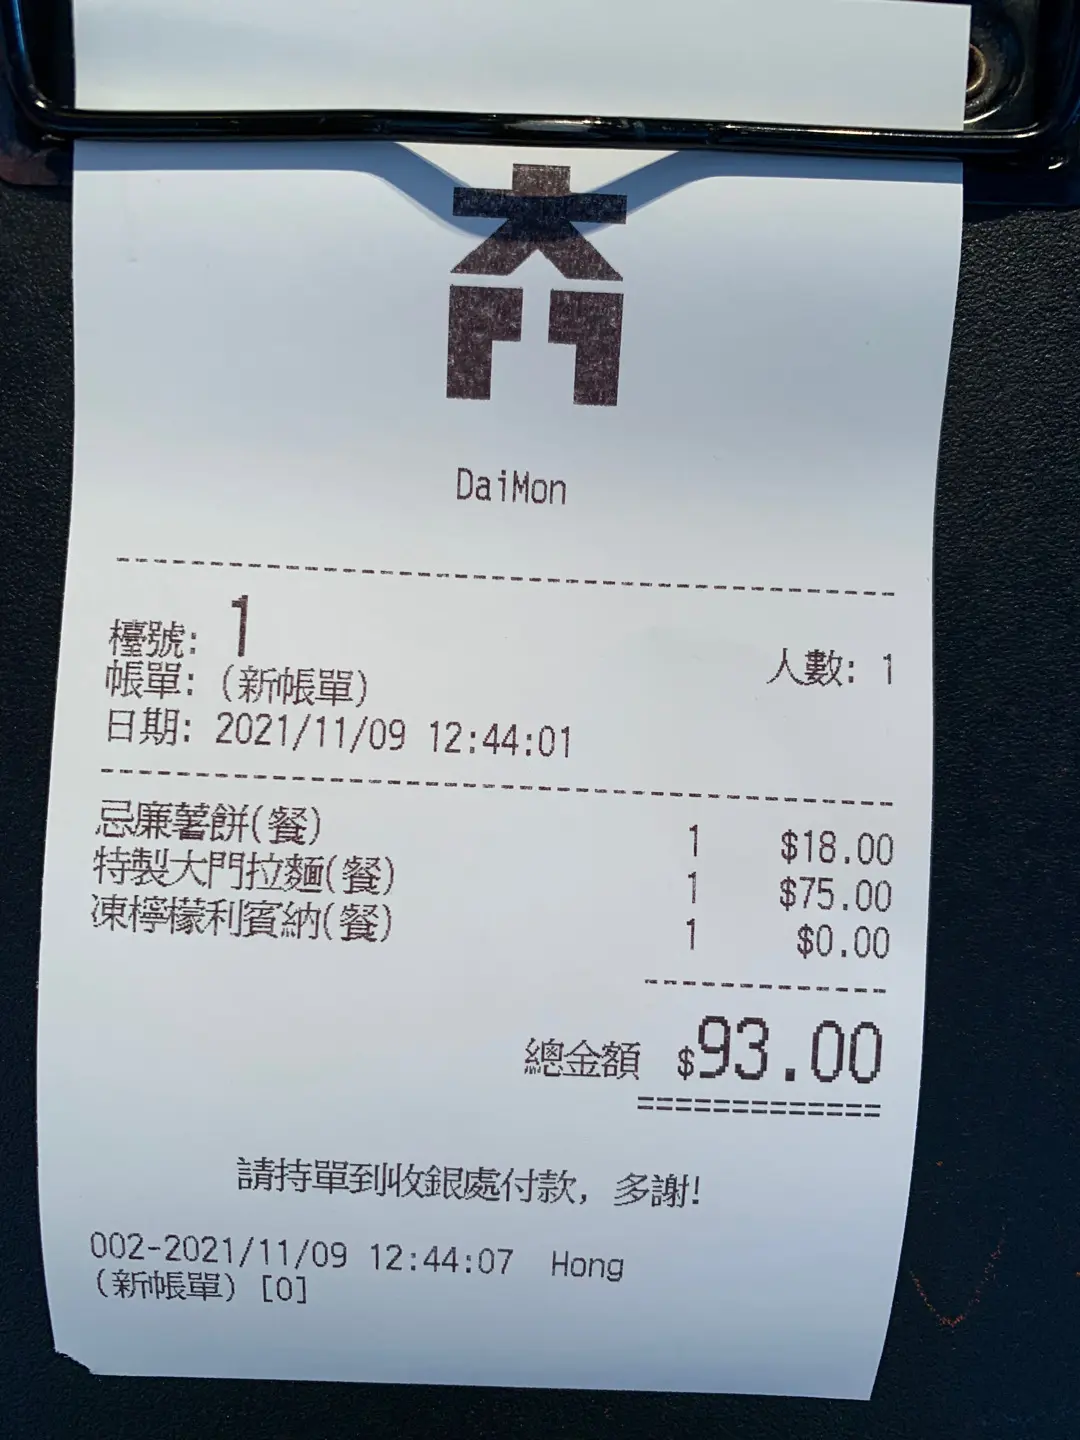 大門
DaiMon
檯號: 1
人數: 1
帳單: (新帳單)
日期: 2021/11/09 12:44:01
忌廉薯餅(餐) 1 $18.00
特製大門拉麵(餐) 1 $75.00
凍檸檬利賓納(餐) 1 $0.00
總金額 $93.00
請持單到收銀處付款, 多謝!
002-2021/11/09 12:44:07 Hong
(新帳單) [0]